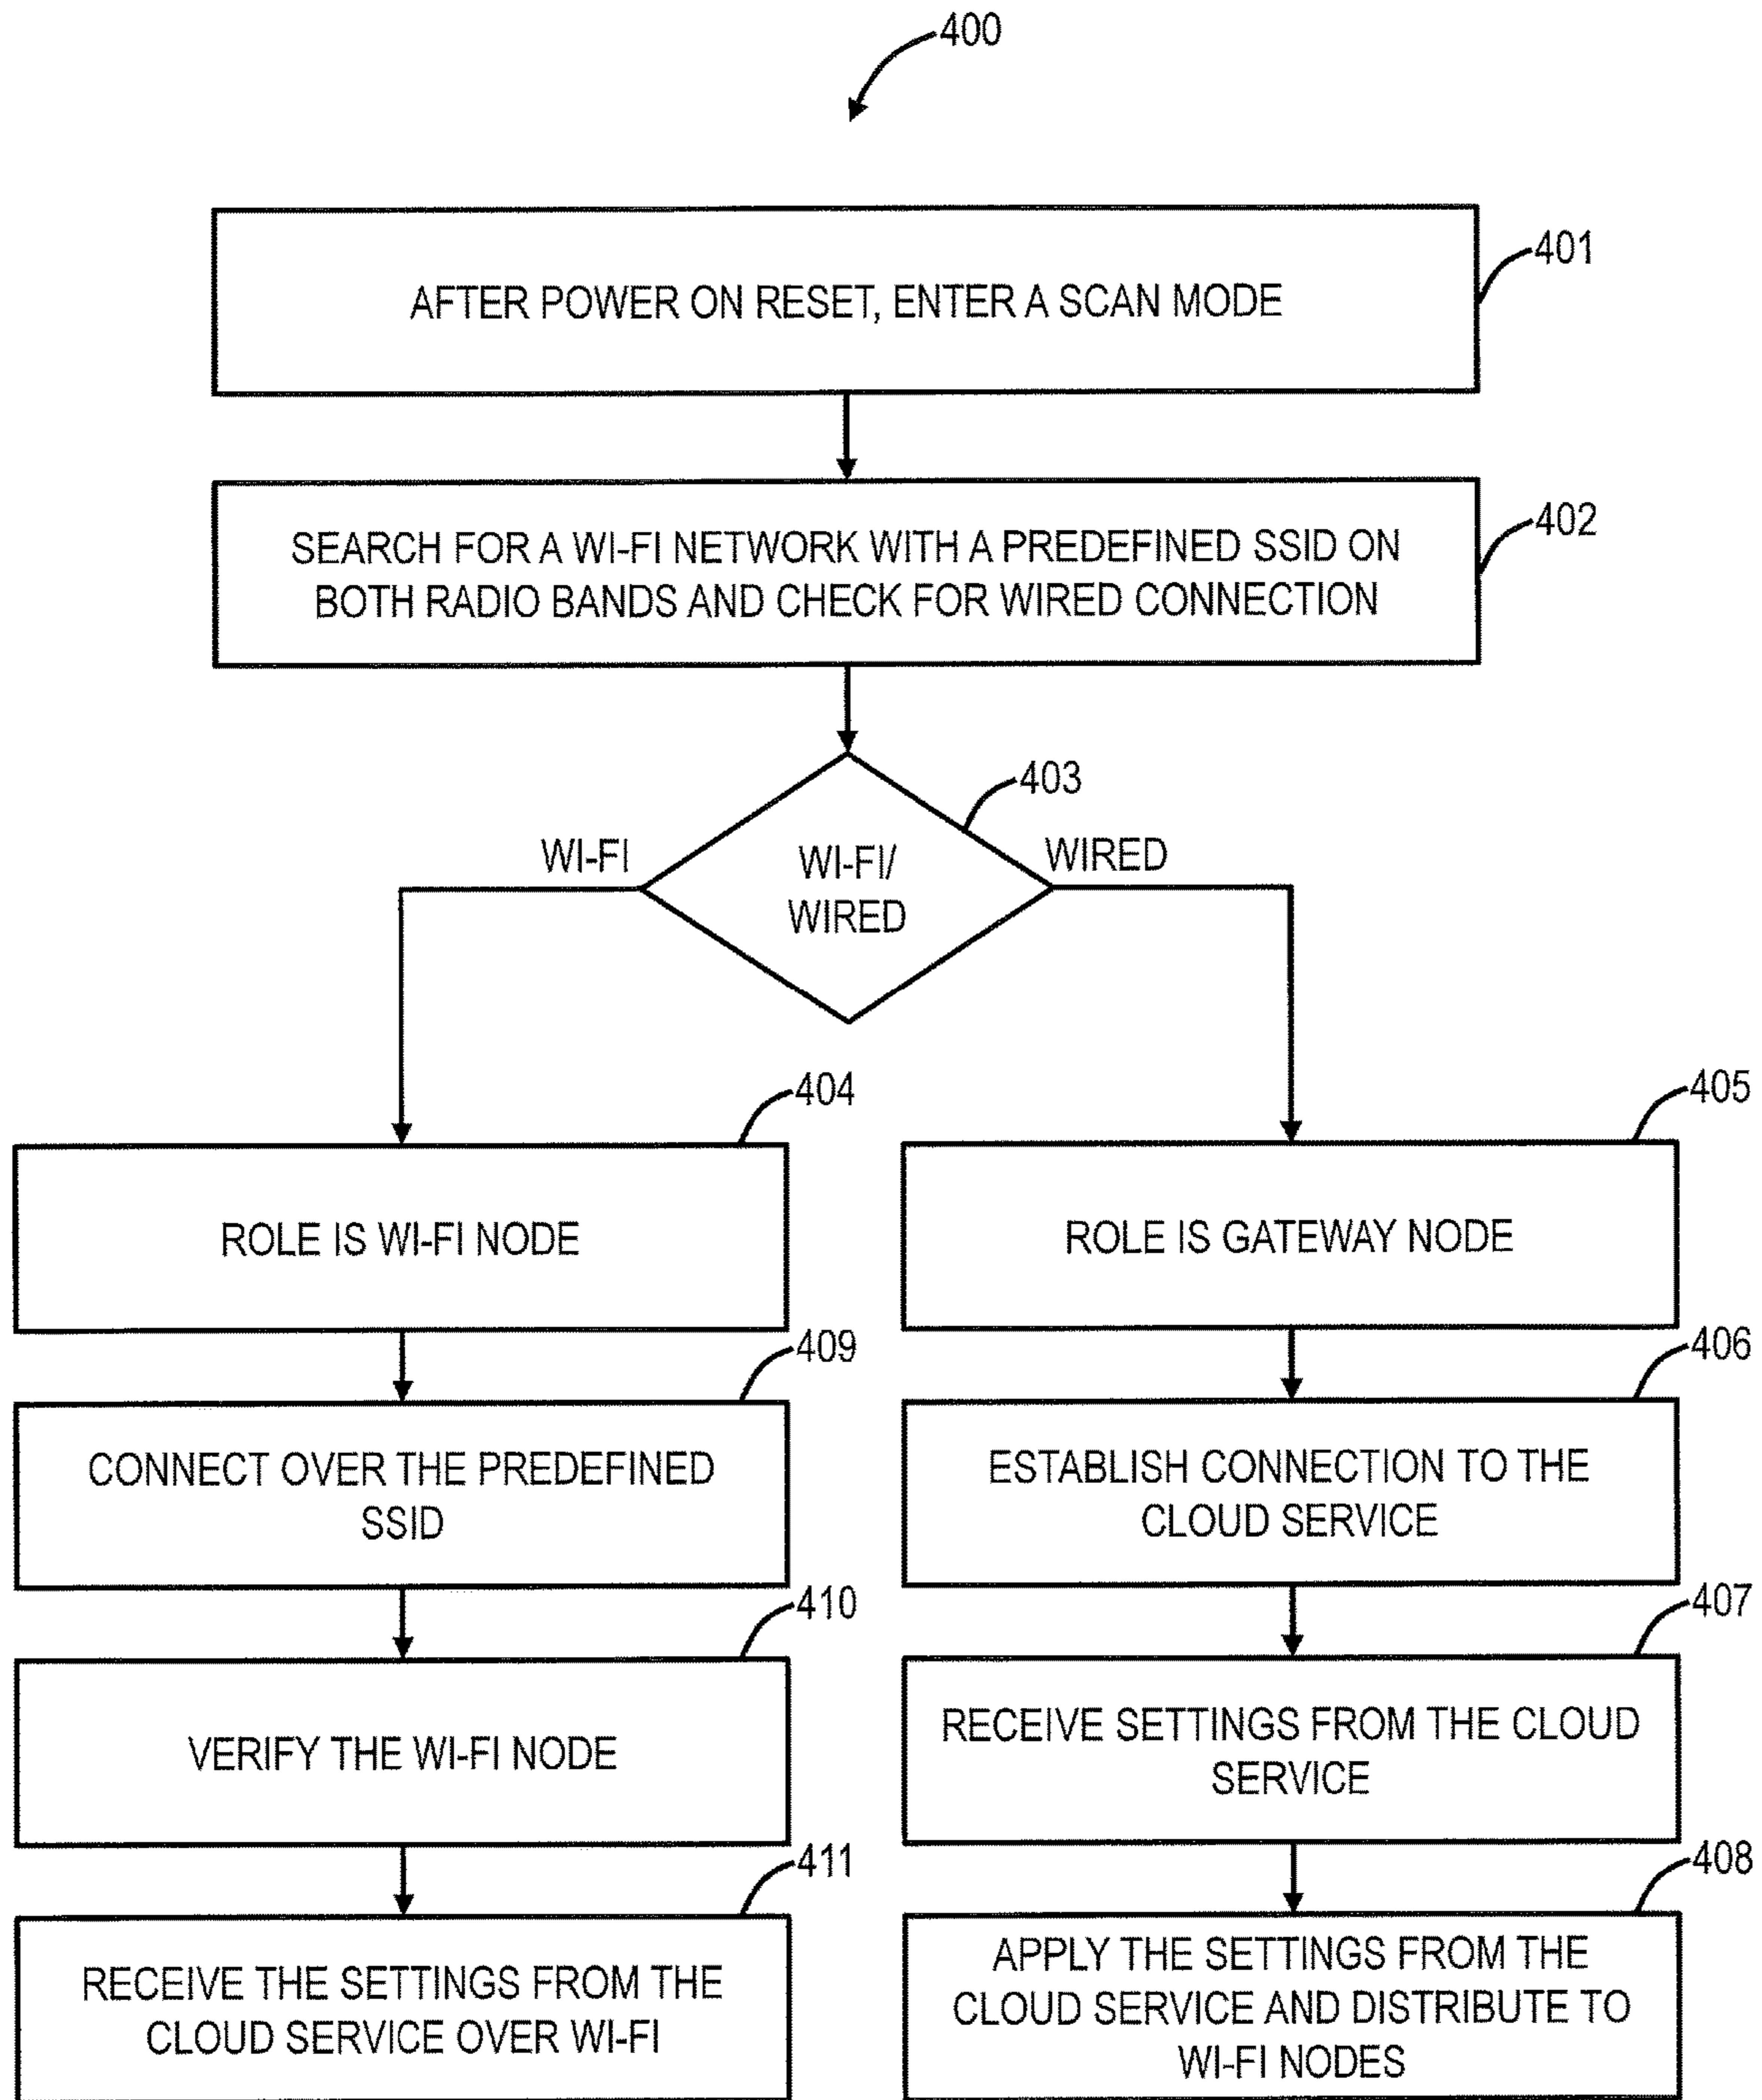 400
AFTER POWER ON RESET, ENTER A SCAN MODE
401
SEARCH FOR A WI-FI NETWORK WITH A PREDEFINED SSID ON
BOTH RADIO BANDS AND CHECK FOR WIRED CONNECTION
402
403
WI-FI
WI-FI/
WIRED
WIRED
404
ROLE IS WI-FI NODE
405
ROLE IS GATEWAY NODE
409
CONNECT OVER THE PREDEFINED
SSID
406
ESTABLISH CONNECTION TO THE
CLOUD SERVICE
410
VERIFY THE WI-FI NODE
407
RECEIVE SETTINGS FROM THE CLOUD
SERVICE
411
RECEIVE THE SETTINGS FROM THE
CLOUD SERVICE OVER WI-FI
408
APPLY THE SETTINGS FROM THE
CLOUD SERVICE AND DISTRIBUTE TO
WI-FI NODES